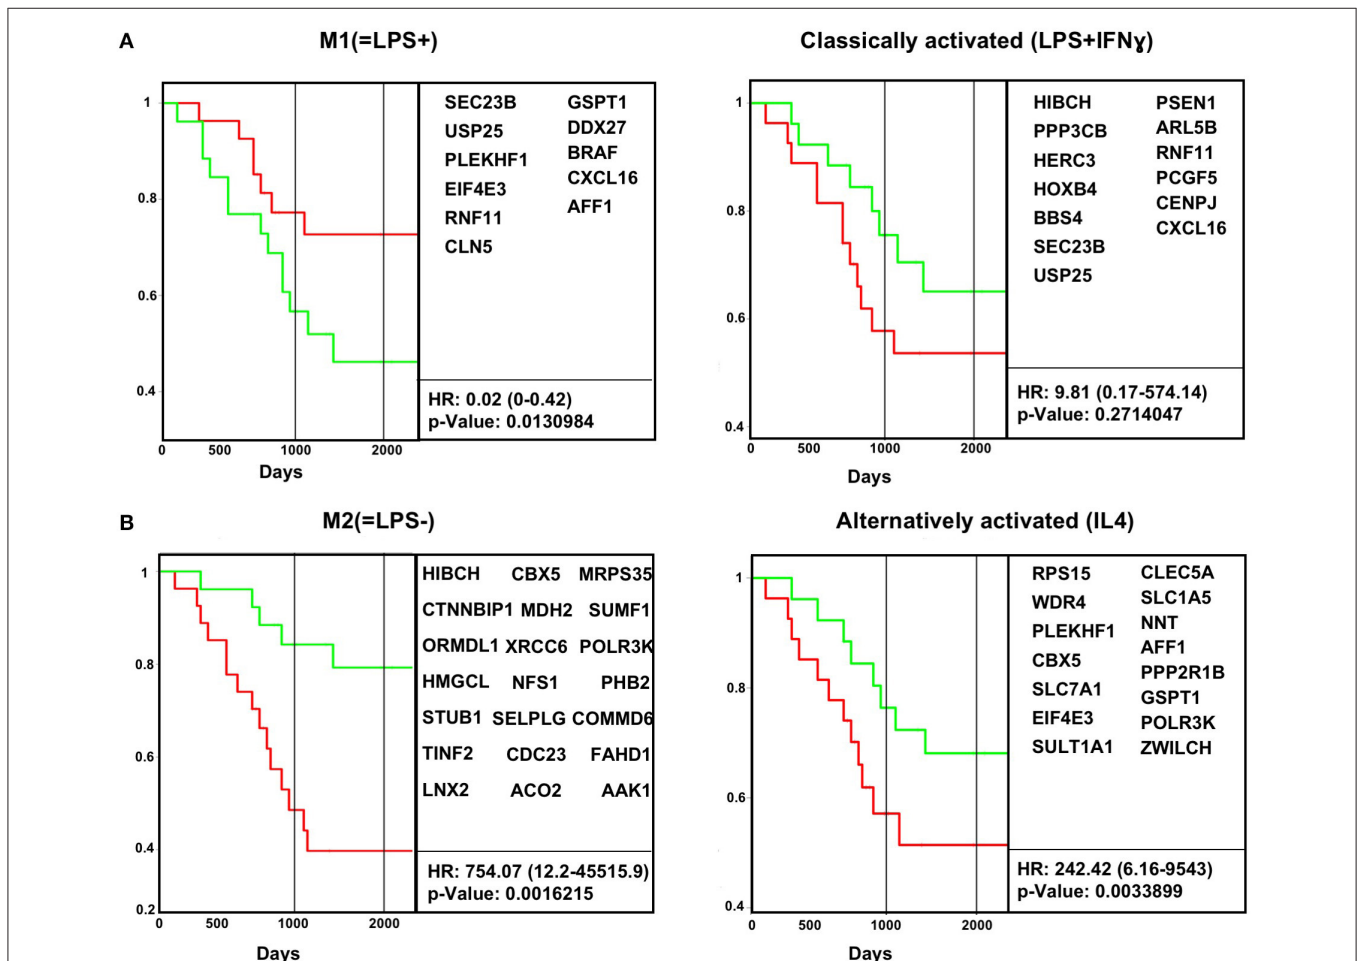 A
M1(=LPS+)
Classically activated (LPS+IFNɣ)
1
0.8
0.6
0.4
0 500 1000 2000
Days
SEC23B GSPT1
USP25 DDX27
PLEKHF1 BRAF
EIF4E3 CXCL16
RNF11 AFF1
CLN5
HR: 0.02 (0-0.42)
p-Value: 0.0130984
1
0.8
0.6
0.4
0 500 1000 2000
Days
HIBCH PSEN1
PPP3CB ARL5B
HERC3 RNF11
HOXB4 PCGF5
BBS4 CENPJ
SEC23B CXCL16
USP25
HR: 9.81 (0.17-574.14)
p-Value: 0.2714047
B
M2(=LPS-)
Alternatively activated (IL4)
1
0.8
0.6
0.4
0.2
0 500 1000 2000
Days
HIBCH CBX5 MRPS35
CTNNBIP1 MDH2 SUMF1
ORMDL1 XRCC6 POLR3K
HMGCL NFS1 PHB2
STUB1 SELPLG COMMD6
TINF2 CDC23 FAHD1
LNX2 ACO2 AAK1
HR: 754.07 (12.2-45515.9)
p-Value: 0.0016215
1
0.8
0.6
0.4
0 500 1000 2000
Days
RPS15 CLEC5A
WDR4 SLC1A5
PLEKHF1 NNT
CBX5 AFF1
SLC7A1 PPP2R1B
EIF4E3 GSPT1
SULT1A1 POLR3K
ZWILCH
HR: 242.42 (6.16-9543)
p-Value: 0.0033899